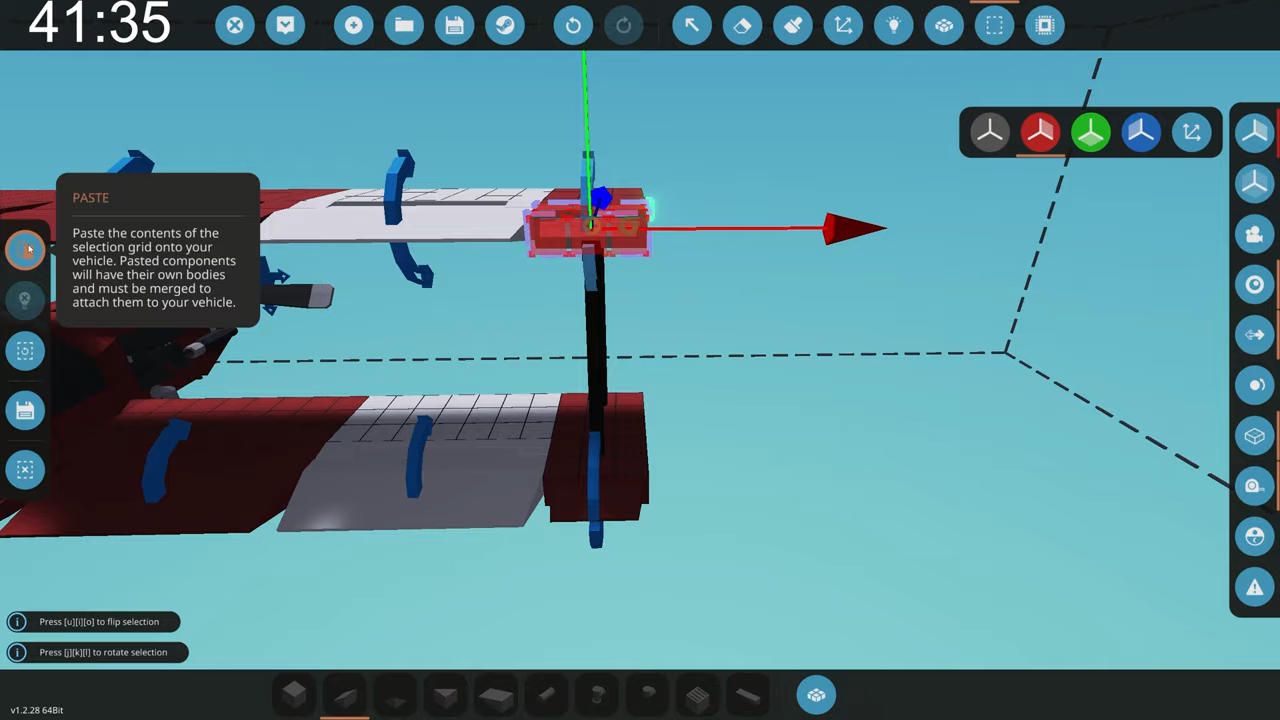 41:35
PASTE
Paste the contents of the
selection grid onto your
vehicle. Pasted components
will have their own bodies
and must be merged to
attach them to your vehicle.
Press [u][i][o] to flip selection
Press [j][k][l] to rotate selection
v1.2.28 64Bit